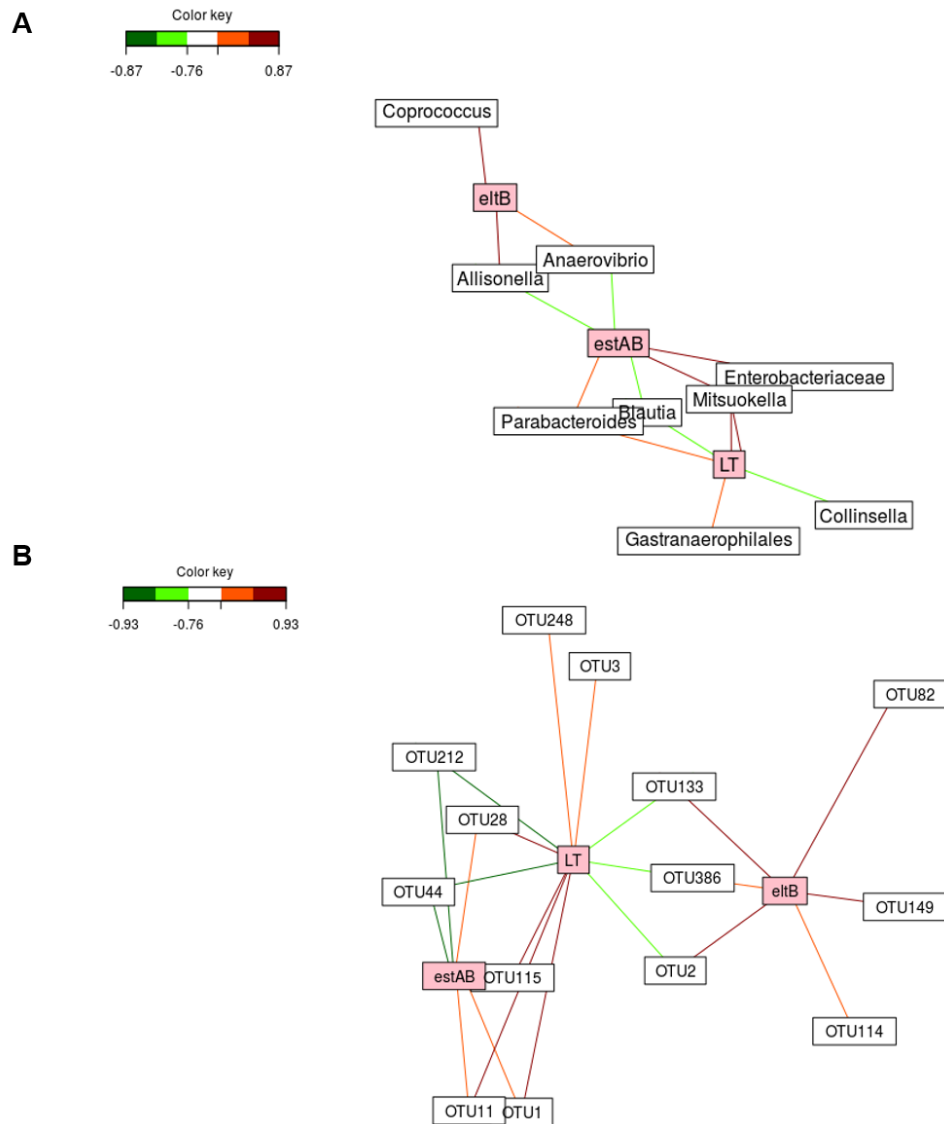 A
Color key
-0.87 -0.76 0.87
Coprococcus
eltB
Anaerovibrio
Allisonella
estAB
Enterobacteriaceae
Mitsuokella
Blautia
Parabacteroides
LT
Collinsella
Gastranaerophilales
B
Color key
-0.93 -0.76 0.93
OTU248
OTU3
OTU82
OTU212
OTU133
OTU28
LT
OTU386
eltB
OTU44
OTU149
OTU2
estAB
OTU115
OTU114
OTU11
OTU1